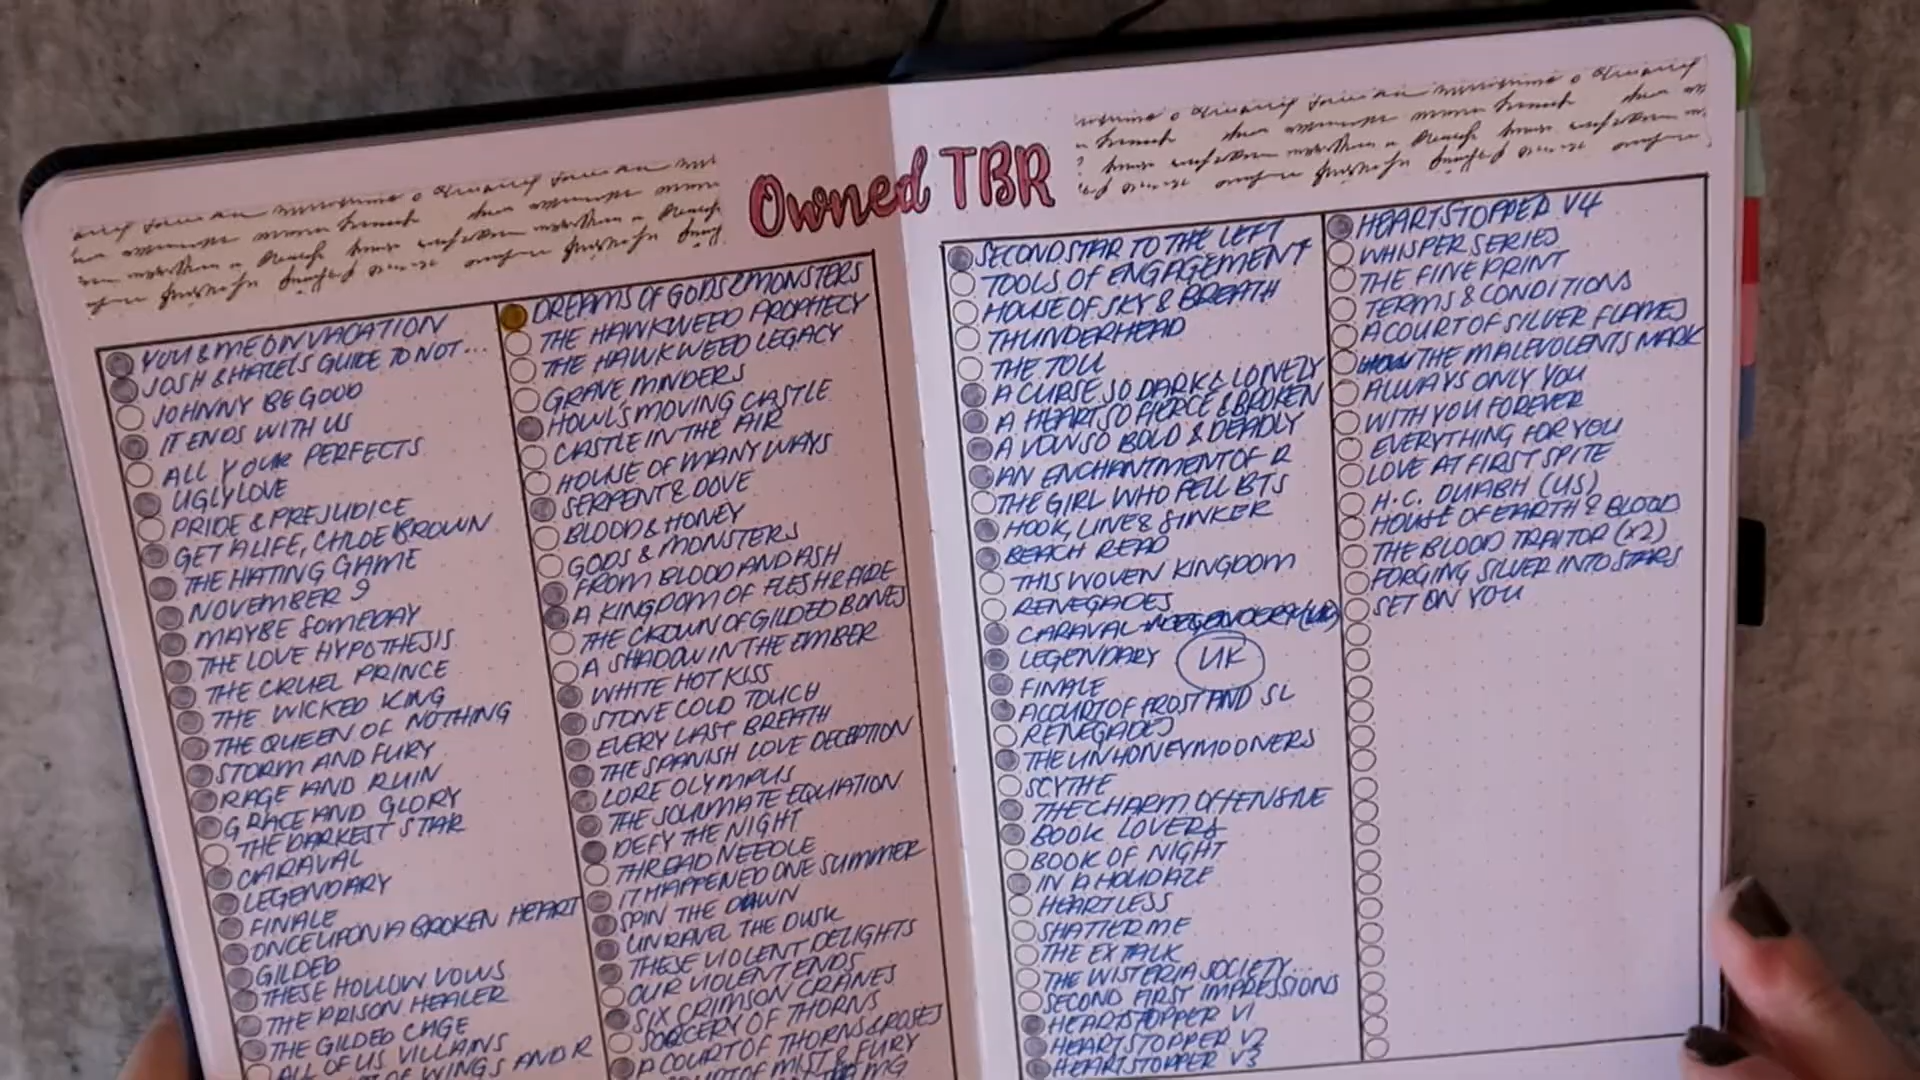 Owned TBR
YOU & ME ON VACATION
JOSH & HAZEL'S GUIDE TO NOT...
JOHNNY BE GOOD
IT ENDS WITH US
ALL YOUR PERFECTS
UGLY LOVE
PRIDE & PREJUDICE
GET A LIFE, CHLOE BROWN
THE HATING GAME
NOVEMBER 9
MAYBE SOMEDAY
THE LOVE HYPOTHESIS
THE CRUEL PRINCE
THE WICKED KING
THE QUEEN OF NOTHING
STORM AND FURY
RAGE AND RUIN
GRACE AND GLORY
THE DARKEST STAR
CARAVAL
LEGENDARY
FINALE
ONCE UPON A BROKEN HEART
GILDED
THESE HOLLOW VOWS
THE PRISON HEALER
THE GILDED CAGE
ALL OF US VILLAINS
OF WINGS AND R
DREAMS OF GODS & MONSTERS
THE HAWKWEED PROPHECY
THE HAWKWEED LEGACY
GRAVE MINDERS
HOWL'S MOVING CASTLE
CASTLE IN THE AIR
HOUSE OF MANY WAYS
SERPENT & DOVE
BLOOD & HONEY
GODS & MONSTERS
FROM BLOOD AND ASH
A KINGDOM OF FLESH & FIRE
THE CROWN OF GILDED BONES
A SHADOW IN THE EMBER
WHITE HOT KISS
STONE COLD TOUCH
EVERY LAST BREATH
THE SPANISH LOVE DECEPTION
LORE OLYMPUS
THE SOULMATE EQUATION
DEFY THE NIGHT
THREADNEEDLE
IT HAPPENED ONE SUMMER
SPIN THE DAWN
UNRAVEL THE DUSK
THESE VIOLENT DELIGHTS
OUR VIOLENT ENDS
SIX CRIMSON CRANES
SORCERY OF THORNS
A COURT OF THORNS & ROSES
COURT OF MIST & FURY
SECOND STAR TO THE LEFT
TOOLS OF ENGAGEMENT
HOUSE OF SKY & BREATH
THUNDERHEAD
THE TOLL
A CURSE SO DARK & LONELY
A HEART SO FIERCE & BROKEN
A VOW SO BOLD & DEADLY
AN ENCHANTMENT OF R
THE GIRL WHO FELL BTS
HOOK, LINE & SINKER
BEACH READ
THIS WOVEN KINGDOM
RENEGADES
CARAVAL
LEGENDARY UK
FINALE
A COURT OF FROST AND SL
RENEGADES
THE UNHONEYMOONERS
SCYTHE
THE CHARM OFFENSIVE
BOOK LOVERS
BOOK OF NIGHT
IN A HOLIDAZE
HEARTLESS
SHATTER ME
THE EX TALK
THE WISTERIA SOCIETY...
SECOND FIRST IMPRESSIONS
HEARTSTOPPER V1
HEARTSTOPPER V2
HEARTSTOPPER V3
HEARTSTOPPER V4
WHISPER SERIES
THE FINE PRINT
TERMS & CONDITIONS
A COURT OF SILVER FLAMES
THE MALEVOLENTS MARK
ALWAYS ONLY YOU
WITH YOU FOREVER
EVERYTHING FOR YOU
LOVE AT FIRST SPITE
H.C. (US)
HOUSE OF EARTH & BLOOD
THE BLOOD TRAITOR (X2)
FORGING SILVER INTO STARS
SET ON YOU